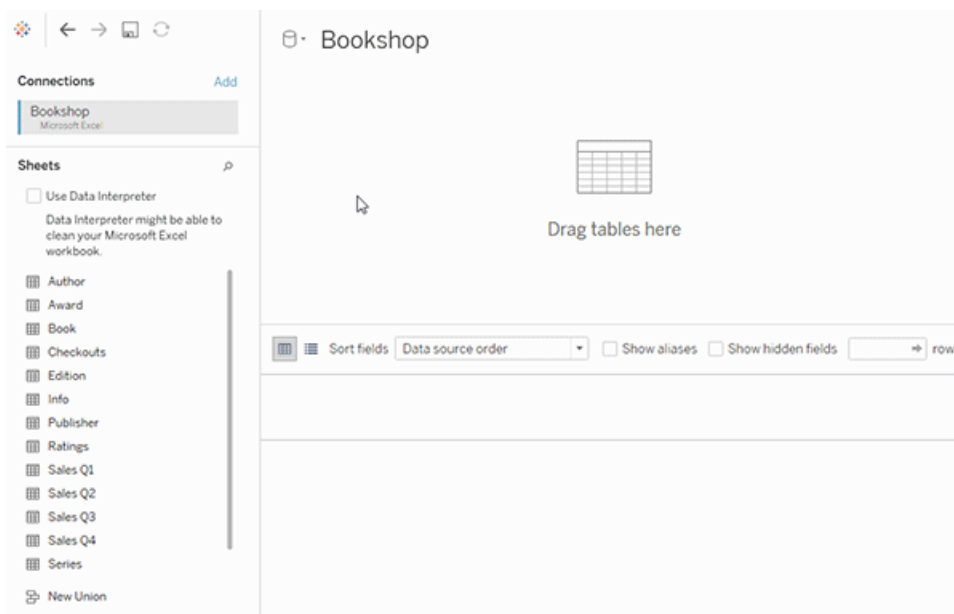 Bookshop
Connections
Add
Bookshop
Microsoft Excel
Sheets
Use Data Interpreter
Data Interpreter might be able to
clean your Microsoft Excel
workbook.
Author
Award
Book
Checkouts
Edition
Info
Publisher
Ratings
Sales Q1
Sales Q2
Sales Q3
Sales Q4
Series
New Union
Drag tables here
Sort fields
Data source order
Show aliases
Show hidden fields
row